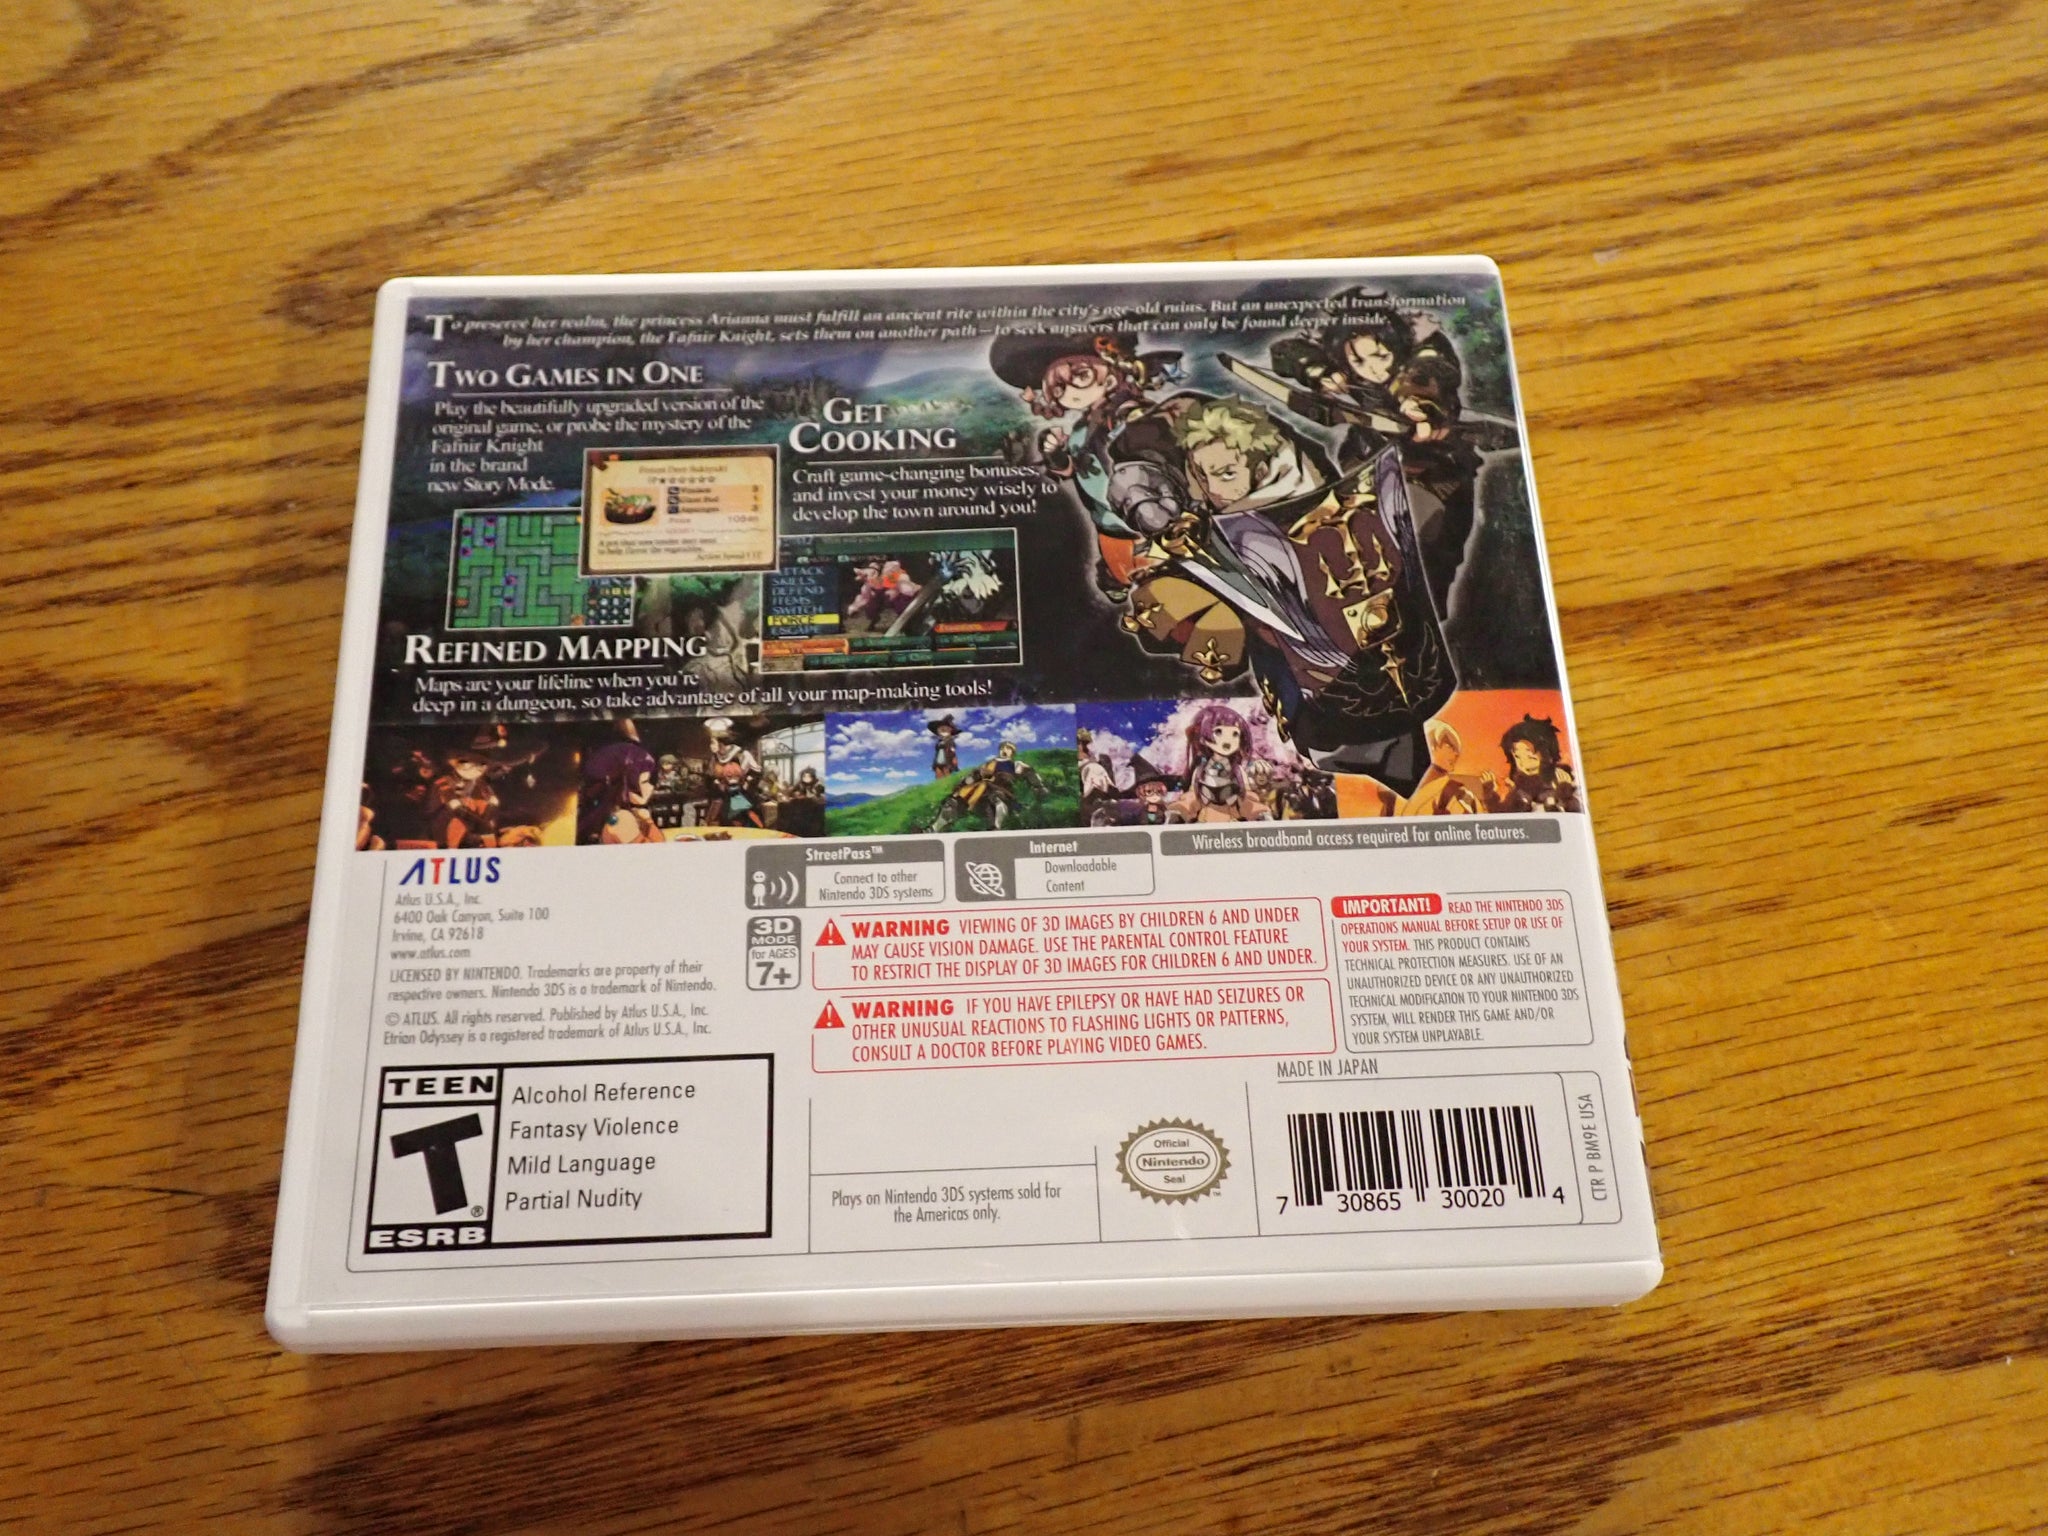 To preserve her realm, the princess Arianna must fulfill an ancient rite within the city's age-old ruins. But an unexpected transformation
by her champion, the Fafnir Knight, sets them on another path — to seek answers that can only be found deeper inside.
TWO GAMES IN ONE
Play the beautifully upgraded version of the
original game, or probe the mystery of the
Fafnir Knight
in the brand
new Story Mode.
GET
COOKING
Craft game-changing bonuses,
and invest your money wisely to
develop the town around you!
ATTACK
SKILLS
DEFEND
ITEMS
SWITCH
FORCE
ESCAPE
REFINED MAPPING
Maps are your lifeline when you're
deep in a dungeon, so take advantage of all your map-making tools!
ATLUS
Atlus U.S.A., Inc.
6400 Oak Canyon, Suite 100
Irvine, CA 92618
www.atlus.com
LICENSED BY NINTENDO. Trademarks are property of their
respective owners. Nintendo 3DS is a trademark of Nintendo.
© ATLUS. All rights reserved. Published by Atlus U.S.A., Inc.
Etrian Odyssey is a registered trademark of Atlus U.S.A., Inc.
StreetPass™
Connect to other
Nintendo 3DS systems
Internet
Downloadable
Content
Wireless broadband access required for online features.
3D
MODE
for AGES
7+
WARNING VIEWING OF 3D IMAGES BY CHILDREN 6 AND UNDER
MAY CAUSE VISION DAMAGE. USE THE PARENTAL CONTROL FEATURE
TO RESTRICT THE DISPLAY OF 3D IMAGES FOR CHILDREN 6 AND UNDER.
WARNING IF YOU HAVE EPILEPSY OR HAVE HAD SEIZURES OR
OTHER UNUSUAL REACTIONS TO FLASHING LIGHTS OR PATTERNS,
CONSULT A DOCTOR BEFORE PLAYING VIDEO GAMES.
IMPORTANT! READ THE NINTENDO 3DS
OPERATIONS MANUAL BEFORE SETUP OR USE OF
YOUR SYSTEM. THIS PRODUCT CONTAINS
TECHNICAL PROTECTION MEASURES. USE OF AN
UNAUTHORIZED DEVICE OR ANY UNAUTHORIZED
TECHNICAL MODIFICATION TO YOUR NINTENDO 3DS
SYSTEM, WILL RENDER THIS GAME AND/OR
YOUR SYSTEM UNPLAYABLE.
MADE IN JAPAN
TEEN
T®
ESRB
Alcohol Reference
Fantasy Violence
Mild Language
Partial Nudity
Plays on Nintendo 3DS systems sold for
the Americas only.
Official
Nintendo
Seal
™
7 30865 30020 4
CTR P BM9E USA